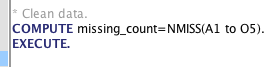 * Clean data.
COMPUTE missing_count=NMISS(A1 to O5).
EXECUTE.